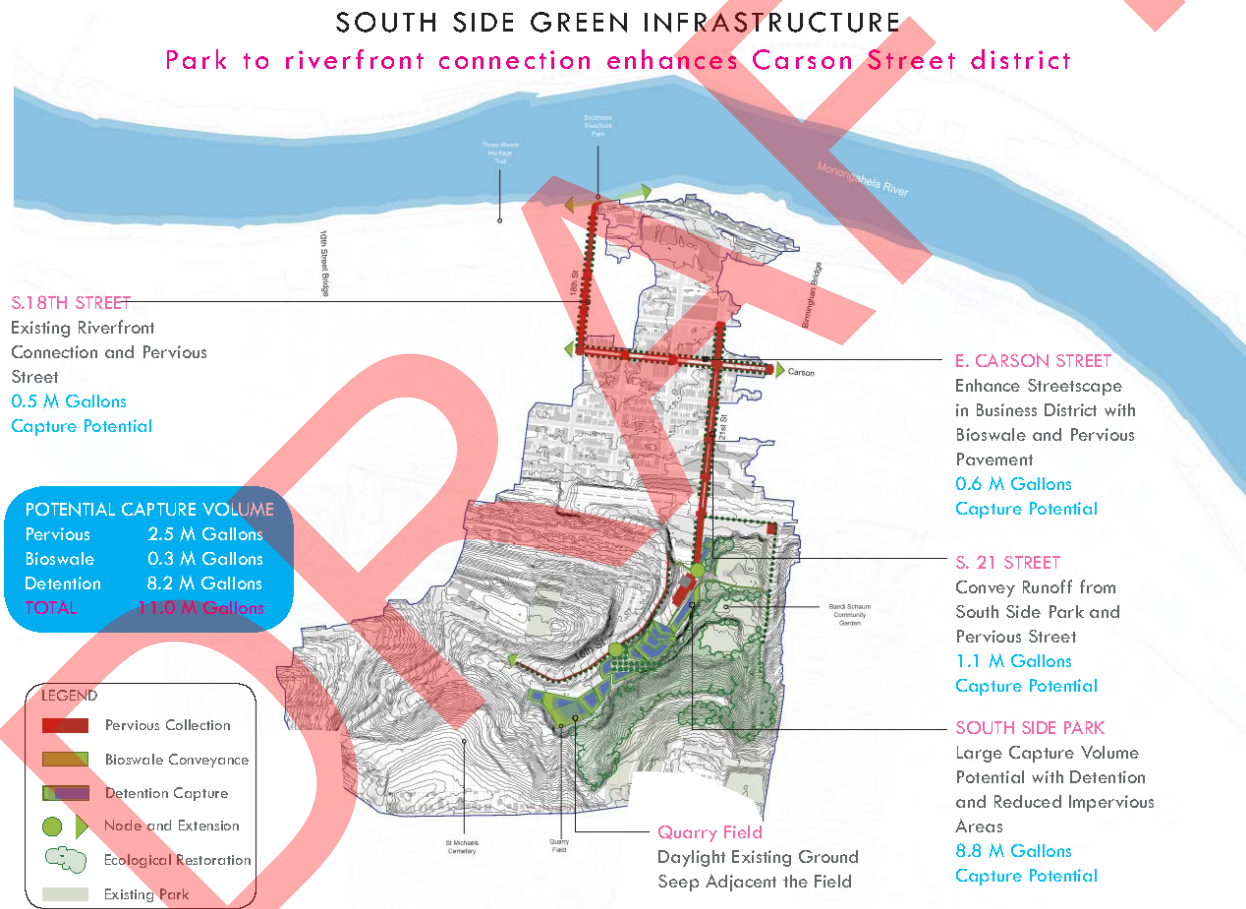 SOUTH SIDE GREEN INFRASTRUCTURE
Park to riverfront connection enhances Carson Street district
Southside
Riverfront
Park
Three Rivers
Heritage
Trail
Monongahela River
10th Street Bridge
18th St
Birmingham Bridge
S.18TH STREET
Existing Riverfront
Connection and Pervious
Street
0.5 M Gallons
Capture Potential
Carson
21st St
E. CARSON STREET
Enhance Streetscape
in Business District with
Bioswale and Pervious
Pavement
0.6 M Gallons
Capture Potential
POTENTIAL CAPTURE VOLUME
Pervious 2.5 M Gallons
Bioswale 0.3 M Gallons
Detention 8.2 M Gallons
TOTAL 11.0 M Gallons
S. 21 STREET
Convey Runoff from
South Side Park and
Pervious Street
1.1 M Gallons
Capture Potential
Bandi Schaum
Community
Garden
18th St
LEGEND
Pervious Collection
Bioswale Conveyance
Detention Capture
Node and Extension
Ecological Restoration
Existing Park
SOUTH SIDE PARK
Large Capture Volume
Potential with Detention
and Reduced Impervious
Areas
8.8 M Gallons
Capture Potential
St Michaels
Cemetary
Quarry
Field
Quarry Field
Daylight Existing Ground
Seep Adjacent the Field
DRAFT